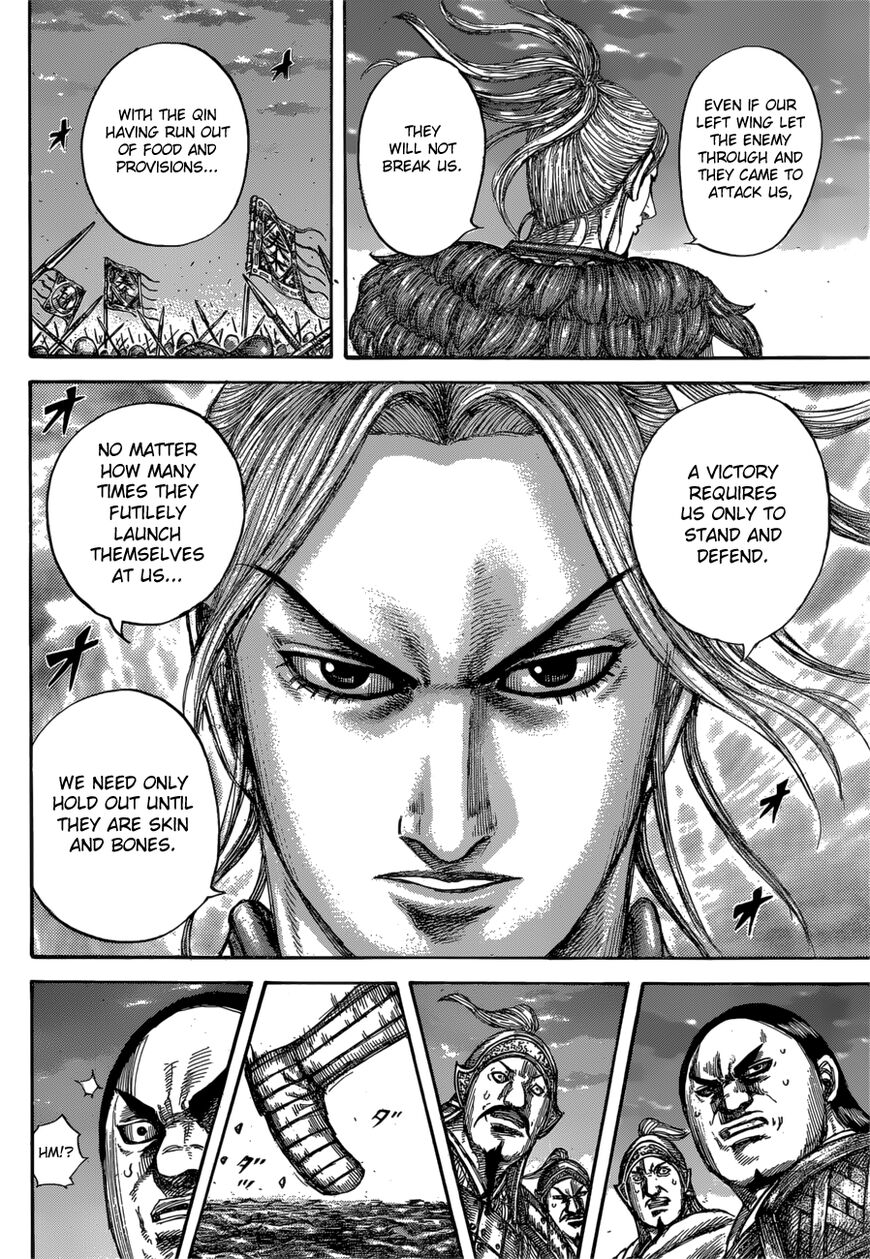 EVEN IF OUR
LEFT WING LET
THE ENEMY
THROUGH AND
THEY CAME TO
ATTACK US,
THEY
WILL NOT
BREAK US.
WITH THE QIN
HAVING RUN OUT
OF FOOD AND
PROVISIONS...
A VICTORY
REQUIRES
US ONLY TO
STAND AND
DEFEND.
NO MATTER
HOW MANY
TIMES THEY
FUTILELY
LAUNCH
THEMSELVES
AT US...
WE NEED ONLY
HOLD OUT UNTIL
THEY ARE SKIN
AND BONES.
HM!?